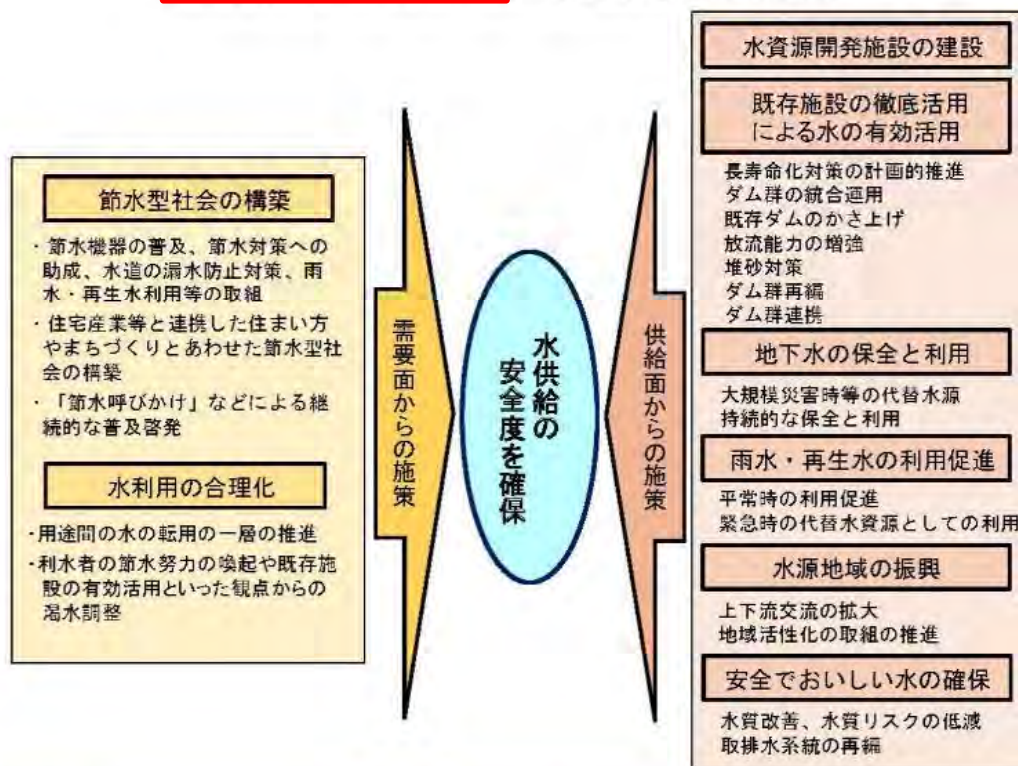 節水型社会の構築
・節水機器の普及、節水対策への
助成、水道の漏水防止対策、雨
水・再生水利用等の取組
・住宅産業等と連携した住まい方
やまちづくりとあわせた節水型社
会の構築
・「節水呼びかけ」などによる継
続的な普及啓発
水利用の合理化
・用途間の水の転用の一層の推進
・利水者の節水努力の喚起や既存施
設の有効活用といった観点からの
渇水調整
需要面からの施策
水供給の
安全度を確保
供給面からの施策
水資源開発施設の建設
既存施設の徹底活用
による水の有効活用
長寿命化対策の計画的推進
ダム群の統合運用
既存ダムのかさ上げ
放流能力の増強
堆砂対策
ダム群再編
ダム群連携
地下水の保全と利用
大規模災害時等の代替水源
持続的な保全と利用
雨水・再生水の利用促進
平常時の利用促進
緊急時の代替水資源としての利用
水源地域の振興
上下流交流の拡大
地域活性化の取組の推進
安全でおいしい水の確保
水質改善、水質リスクの低減
取排水系統の再編